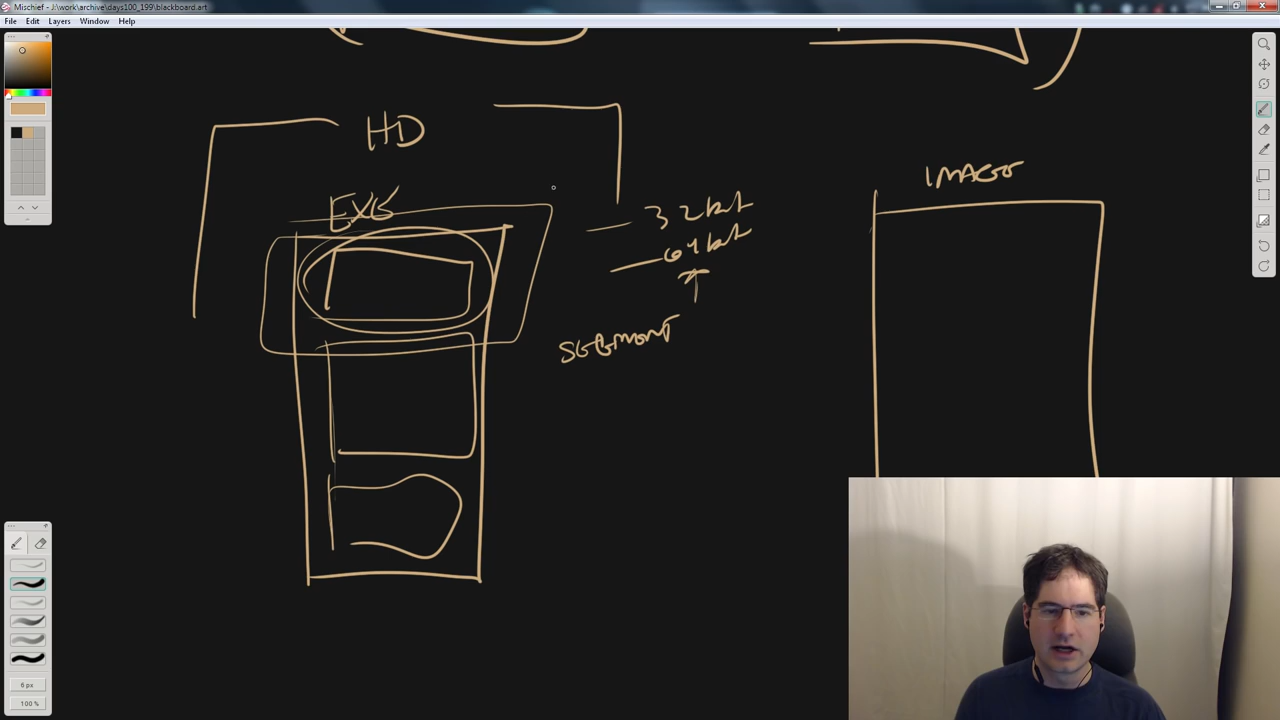 Mischief - J:\work\archive\days100_199\blackboard.art
File Edit Layers Window Help
HD
EXE
32 bit
64 bit
SEGMENT
IMAGE
6 px
100 %